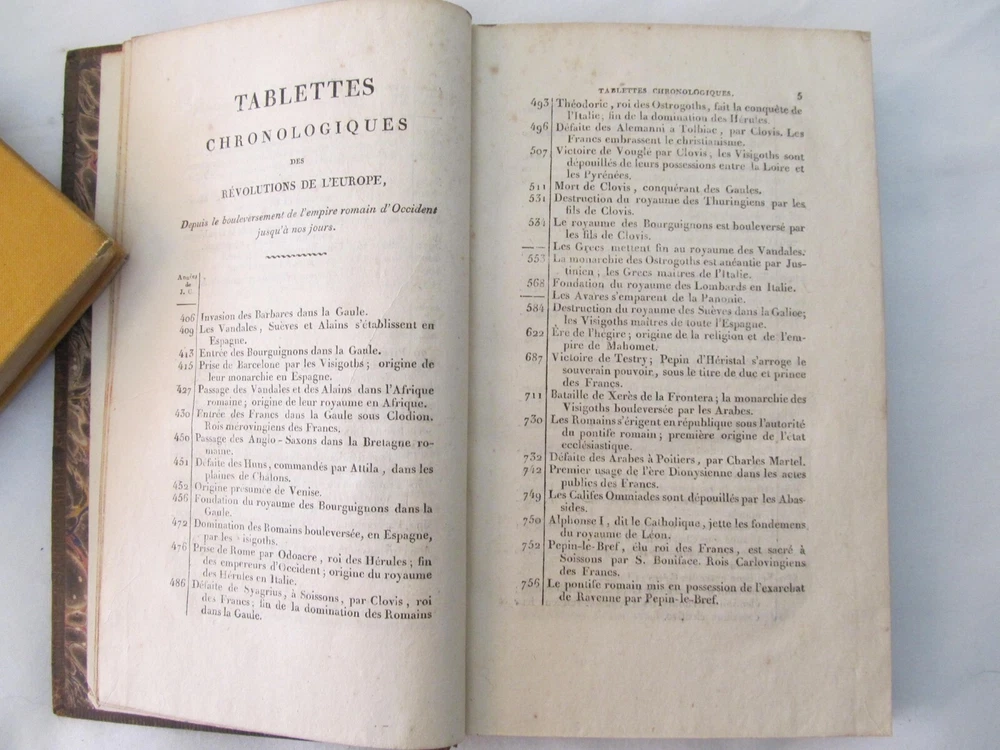 TABLETTES
CHRONOLOGIQUES
DES
RÉVOLUTIONS DE L'EUROPE,
Depuis le bouleversement de l'empire romain d'Occident
jusqu'à nos jours.
Années
de
J. C.
406 Invasion des Barbares dans la Gaule.
409 Les Vandales, Suèves et Alains s'établissent en
Espagne.
413 Entrée des Bourguignons dans la Gaule.
415 Prise de Barcelone par les Visigoths; origine de
leur monarchie en Espagne.
427 Passage des Vandales et des Alains dans l'Afrique
romaine; origine de leur royaume en Afrique.
430 Entrée des Francs dans la Gaule sous Clodion.
Rois mérovingiens des Francs.
450 Passage des Anglo-Saxons dans la Bretagne ro-
maine.
451 Défaite des Huns, commandés par Attila, dans les
plaines de Châlons.
452 Origine présumée de Venise.
456 Fondation du royaume des Bourguignons dans la
Gaule.
472 Domination des Romains bouleversée, en Espagne,
par les Visigoths.
476 Prise de Rome par Odoacre, roi des Hérules; fin
des empereurs d'Occident; origine du royaume
des Hérules en Italie.
486 Défaite de Syagrius, à Soissons, par Clovis, roi
des Francs; fin de la domination des Romains
dans la Gaule.
TABLETTES CHRONOLOGIQUES. 5
493 Théodoric, roi des Ostrogoths, fait la conquête de
l'Italie, fin de la domination des Hérules.
496 Défaite des Alemanni à Tolbiac, par Clovis. Les
Francs embrassent le christianisme.
507 Victoire de Vouglé par Clovis; les Visigoths sont
dépouillés de leurs possessions entre la Loire et
les Pyrénées.
511 Mort de Clovis, conquérant des Gaules.
531 Destruction du royaume des Thuringiens par les
fils de Clovis.
534 Le royaume des Bourguignons est bouleversé par
les fils de Clovis.
—— Les Grecs mettent fin au royaume des Vandales.
553 La monarchie des Ostrogoths est anéantie par Jus-
tinien; les Grecs maîtres de l'Italie.
568 Fondation du royaume des Lombards en Italie.
—— Les Avares s'emparent de la Panonie.
584 Destruction du royaume des Suèves dans la Galice;
les Visigoths maîtres de toute l'Espagne.
622 Ère de l'hégire; origine de la religion et de l'em-
pire de Mahomet.
687 Victoire de Testry; Pepin d'Héristal s'arroge le
souverain pouvoir, sous le titre de duc et prince
des Francs.
711 Bataille de Xerès de la Frontera; la monarchie des
Visigoths bouleversée par les Arabes.
730 Les Romains s'érigent en république sous l'autorité
du pontife romain; première origine de l'état
ecclésiastique.
732 Défaite des Arabes à Poitiers, par Charles Martel.
742 Premier usage de l'ère Dionysienne dans les actes
publics des Francs.
749 Les Califes Ommiades sont dépouillés par les Abas-
sides.
750 Alphonse I, dit le Catholique, jette les fondemens
du royaume de Léon.
752 Pepin-le-Bref, élu roi des Francs, est sacré à
Soissons par S. Boniface. Rois Carlovingiens
des Francs.
756 Le pontife romain mis en possession de l'exarchat
de Ravenne par Pepin-le-Bref.